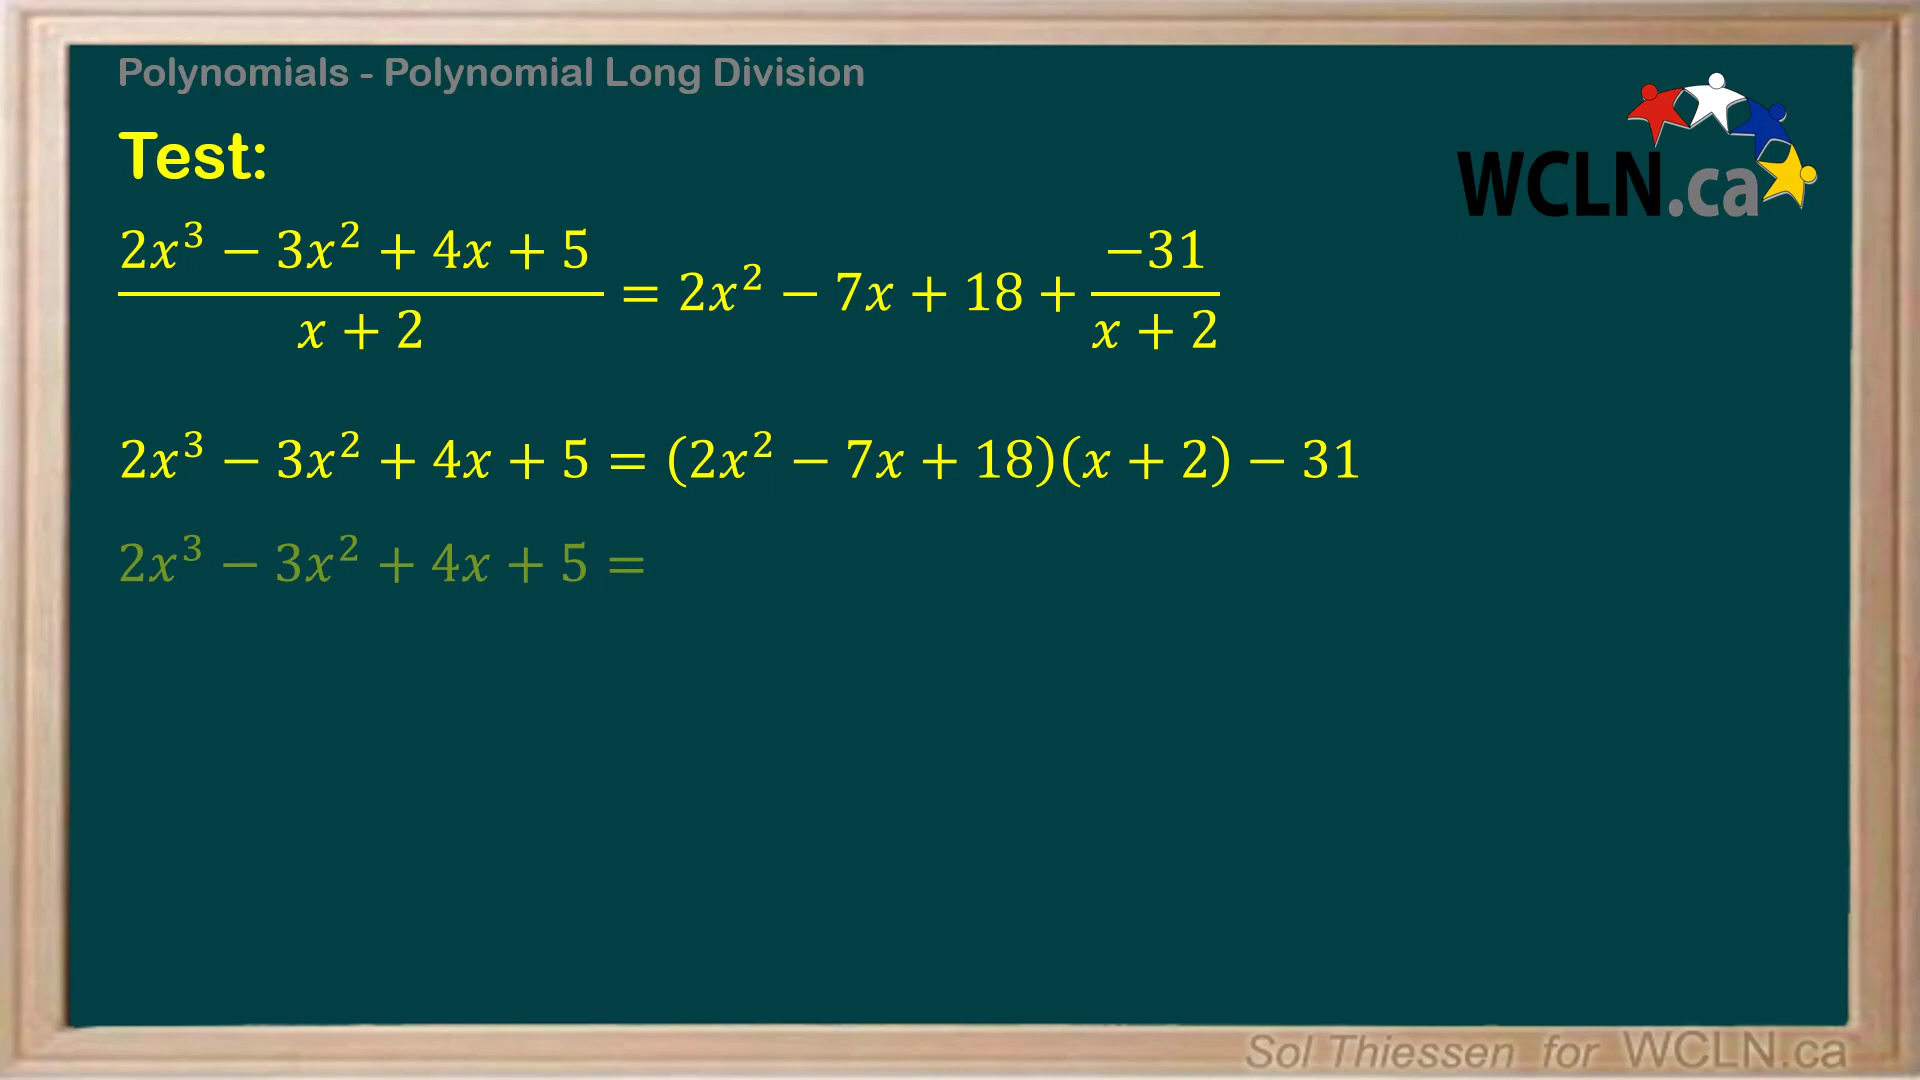 Polynomials - Polynomial Long Division
Test:
WCLN.ca
2x³ − 3x² + 4x + 5
x + 2
= 2x² − 7x + 18 +
−31
x + 2
2x³ − 3x² + 4x + 5 = (2x² − 7x + 18)(x + 2) − 31
2x³ − 3x² + 4x + 5 =
Sol Thiessen for WCLN.ca